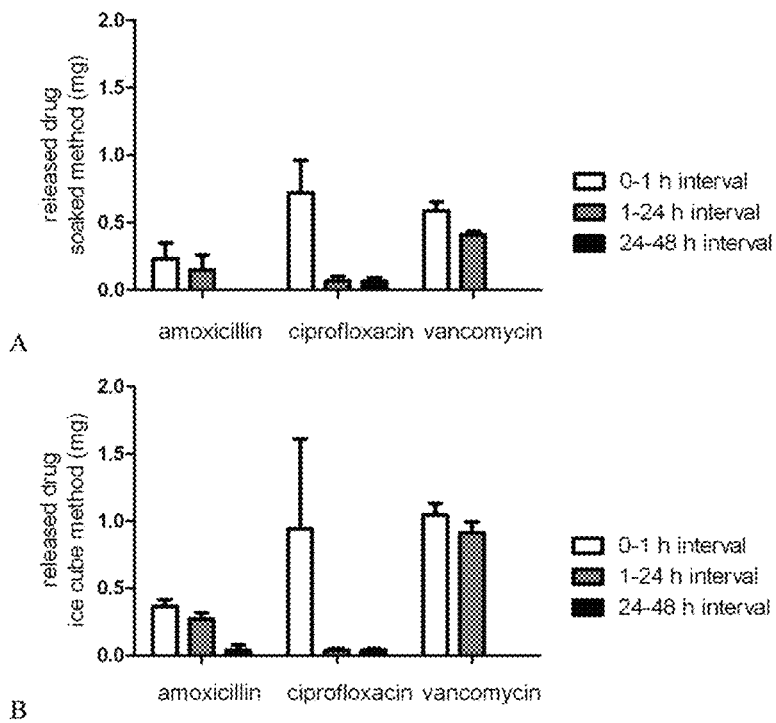 released drug
soaked method (mg)
2.0
1.5
1.0
0.5
0.0
amoxicillin
ciprofloxacin
vancomycin
0-1 h interval
1-24 h interval
24-48 h interval
A
released drug
ice cube method (mg)
2.0
1.5
1.0
0.5
0.0
amoxicillin
ciprofloxacin
vancomycin
0-1 h interval
1-24 h interval
24-48 h interval
B